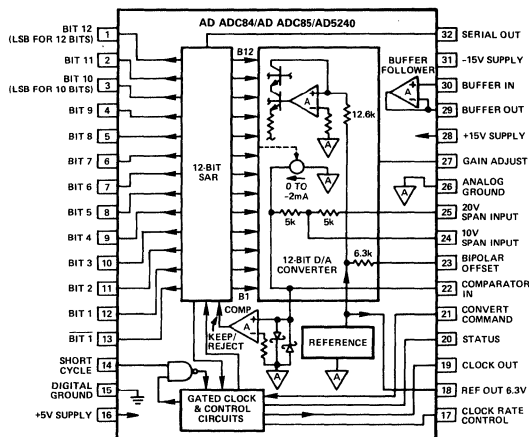 AD ADC84/AD ADC85/AD5240
BIT 12
(LSB FOR 12 BITS)
1
BIT 11
2
BIT 10
(LSB FOR 10 BITS)
3
BIT 9
4
BIT 8
5
BIT 7
6
BIT 6
7
BIT 5
8
BIT 4
9
BIT 3
10
BIT 2
11
BIT 1
12
BIT 1
13
SHORT
CYCLE
14
DIGITAL
GROUND
15
+5V SUPPLY
16
12-BIT
SAR
B12
B1
A
A
12.6k
A
0 TO
-2mA
5k
5k
6.3k
12-BIT D/A
CONVERTER
COMP
KEEP/
REJECT
A
A
REFERENCE
A
GATED CLOCK
& CONTROL
CIRCUITS
BUFFER
FOLLOWER
A
A
32
SERIAL OUT
31
-15V SUPPLY
30
BUFFER IN
29
BUFFER OUT
28
+15V SUPPLY
27
GAIN ADJUST
26
ANALOG
GROUND
25
20V
SPAN INPUT
24
10V
SPAN INPUT
23
BIPOLAR
OFFSET
22
COMPARATOR
IN
21
CONVERT
COMMAND
20
STATUS
19
CLOCK OUT
18
REF OUT 6.3V
17
CLOCK RATE
CONTROL